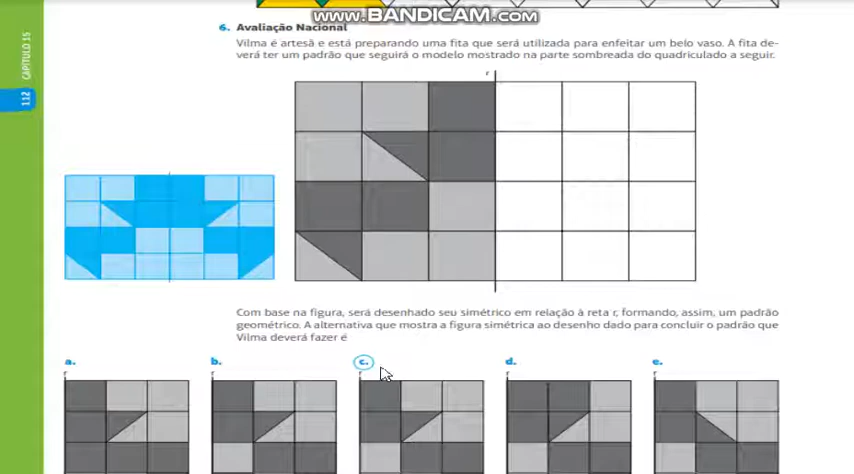 www.BANDICAM.com
6. Avaliação Nacional
Vilma é artesã e está preparando uma fita que será utilizada para enfeitar um belo vaso. A fita de-
verá ter um padrão que seguirá o modelo mostrado na parte sombreada do quadriculado a seguir.
r
CAPÍTULO 15
112
Com base na figura, será desenhado seu simétrico em relação à reta r, formando, assim, um padrão
geométrico. A alternativa que mostra a figura simétrica ao desenho dado para concluir o padrão que
Vilma deverá fazer é
a. b. c. d. e.
r r r r r